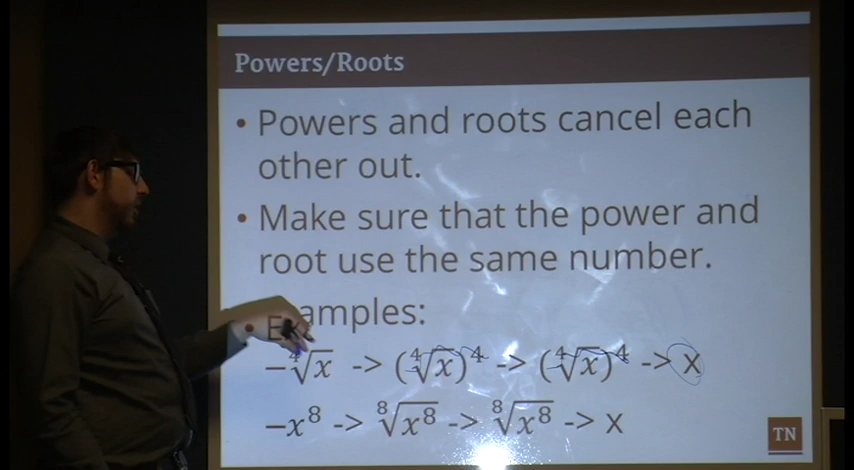 Powers/Roots
• Powers and roots cancel each
other out.
• Make sure that the power and
root use the same number.
• Examples:
–∜x -> (∜x)⁴ -> (∜x)⁴ -> x
–x⁸ -> ⁸√x⁸ -> ⁸√x⁸ -> x
TN